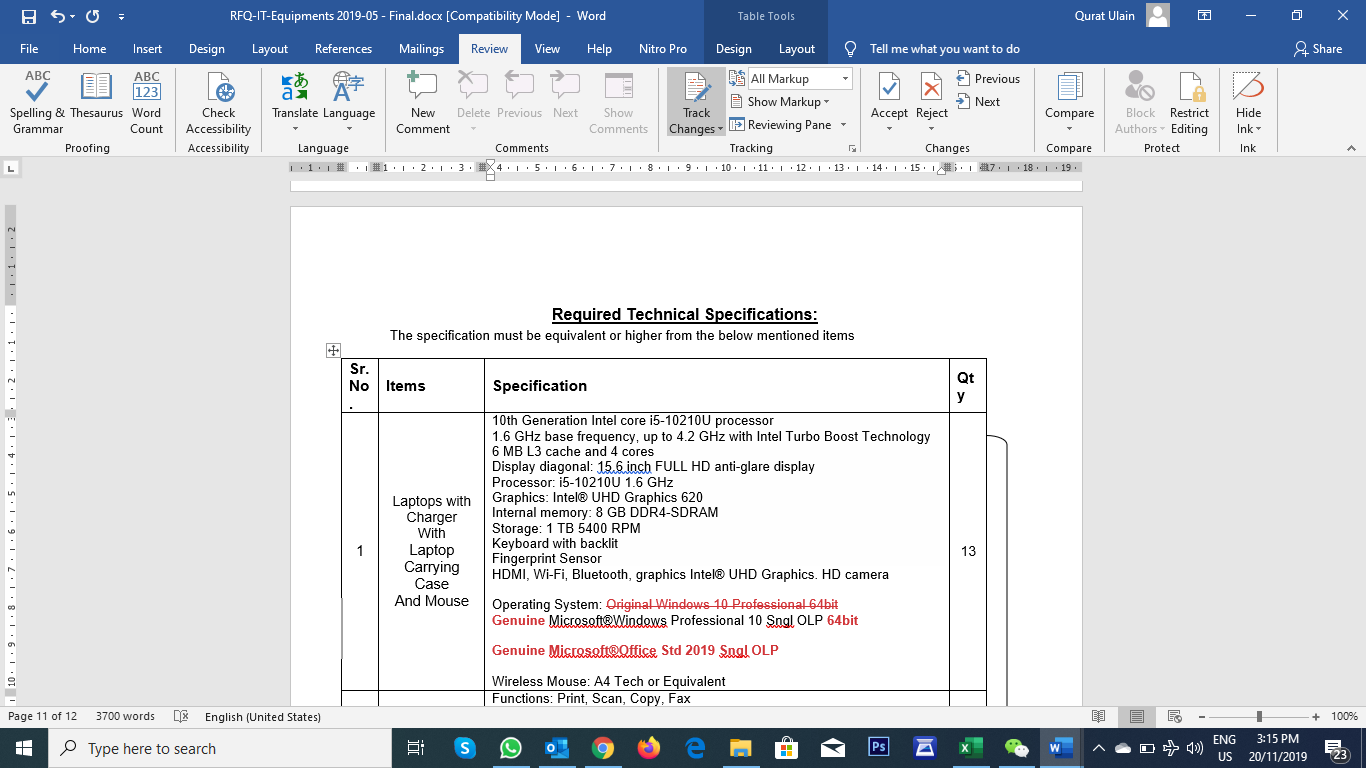 RFQ-IT-Equipments 2019-05 - Final.docx [Compatibility Mode] - Word
Table Tools
Qurat Ulain
File Home Insert Design Layout References Mailings Review View Help Nitro Pro Design Layout Tell me what you want to do Share
ABC
Spelling &
Grammar
Thesaurus
ABC
123
Word
Count
Proofing
Check
Accessibility
Accessibility
Translate
Language
Language
New
Comment
Delete
Previous
Next
Show
Comments
Comments
Track
Changes
All Markup
Show Markup
Reviewing Pane
Tracking
Accept
Reject
Previous
Next
Changes
Compare
Compare
Block
Authors
Restrict
Editing
Protect
Hide
Ink
Ink
Required Technical Specifications:
The specification must be equivalent or higher from the below mentioned items
Sr.
No
.
Items
Specification
Qt
y
1
Laptops with
Charger
With
Laptop
Carrying
Case
And Mouse
10th Generation Intel core i5-10210U processor
1.6 GHz base frequency, up to 4.2 GHz with Intel Turbo Boost Technology
6 MB L3 cache and 4 cores
Display diagonal: 15.6 inch FULL HD anti-glare display
Processor: i5-10210U 1.6 GHz
Graphics: Intel® UHD Graphics 620
Internal memory: 8 GB DDR4-SDRAM
Storage: 1 TB 5400 RPM
Keyboard with backlit
Fingerprint Sensor
HDMI, Wi-Fi, Bluetooth, graphics Intel® UHD Graphics. HD camera
Operating System: Original Windows 10 Professional 64bit
Genuine Microsoft®Windows Professional 10 Sngl OLP 64bit
Genuine Microsoft®Office Std 2019 Sngl OLP
Wireless Mouse: A4 Tech or Equivalent
13
Functions: Print, Scan, Copy, Fax
Page 11 of 12 3700 words English (United States) 100%
Type here to search
ENG
US
3:15 PM
20/11/2019
23